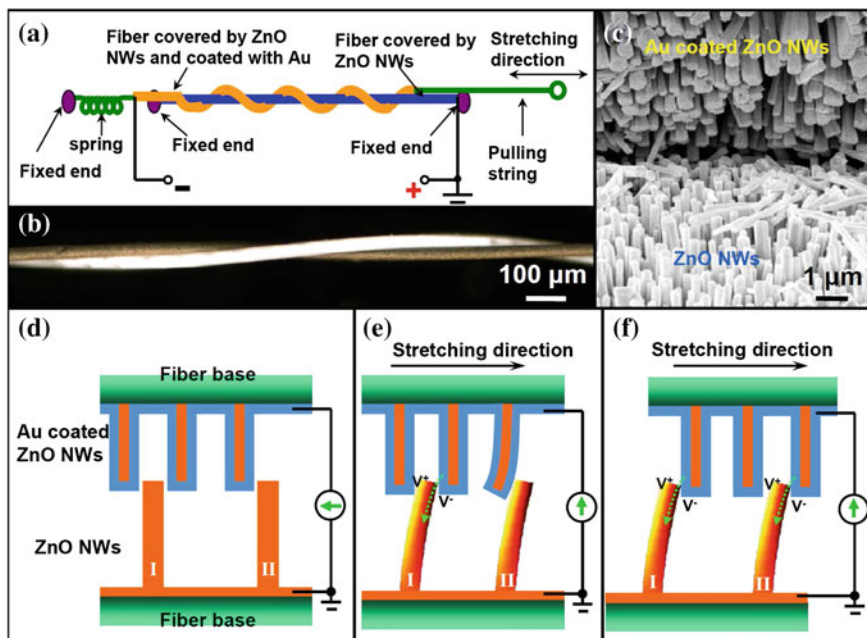 (a)
Fiber covered by ZnO
NWs and coated with Au
Fiber covered by
ZnO NWs
Stretching
direction
spring
Fixed end
Fixed end
Fixed end
Pulling
string
-
+
(b)
100 μm
(c)
Au coated ZnO NWs
ZnO NWs
1 μm
(d)
Fiber base
Au coated
ZnO NWs
ZnO NWs
I
II
Fiber base
(e)
Stretching direction
V+
V-
I
II
(f)
Stretching direction
V+
V-
V+
V-
I
II